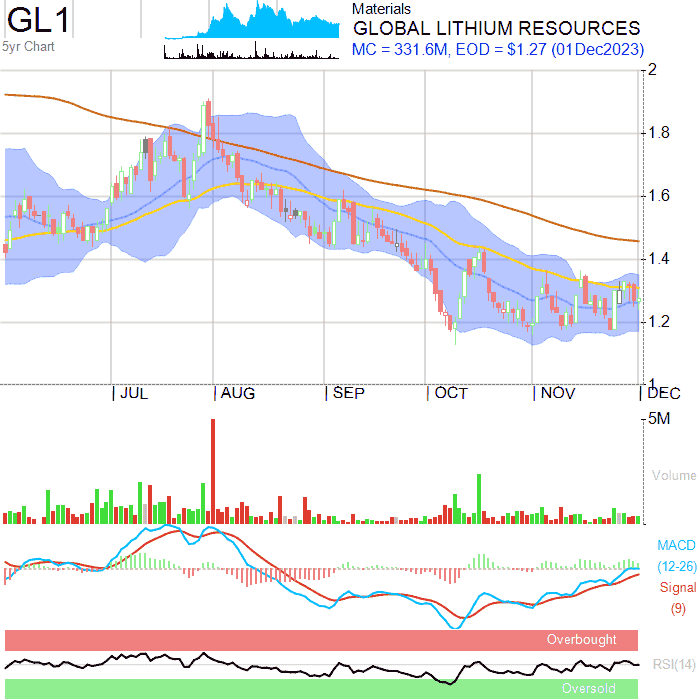 GL1
5yr Chart
Materials
GLOBAL LITHIUM RESOURCES
MC = 331.6M, EOD = $1.27 (01Dec2023)
2
1.8
1.6
1.4
1.2
1
JUL AUG SEP OCT NOV DEC
5M
Volume
MACD
(12-26)
Signal
(9)
Overbought
RSI(14)
Oversold